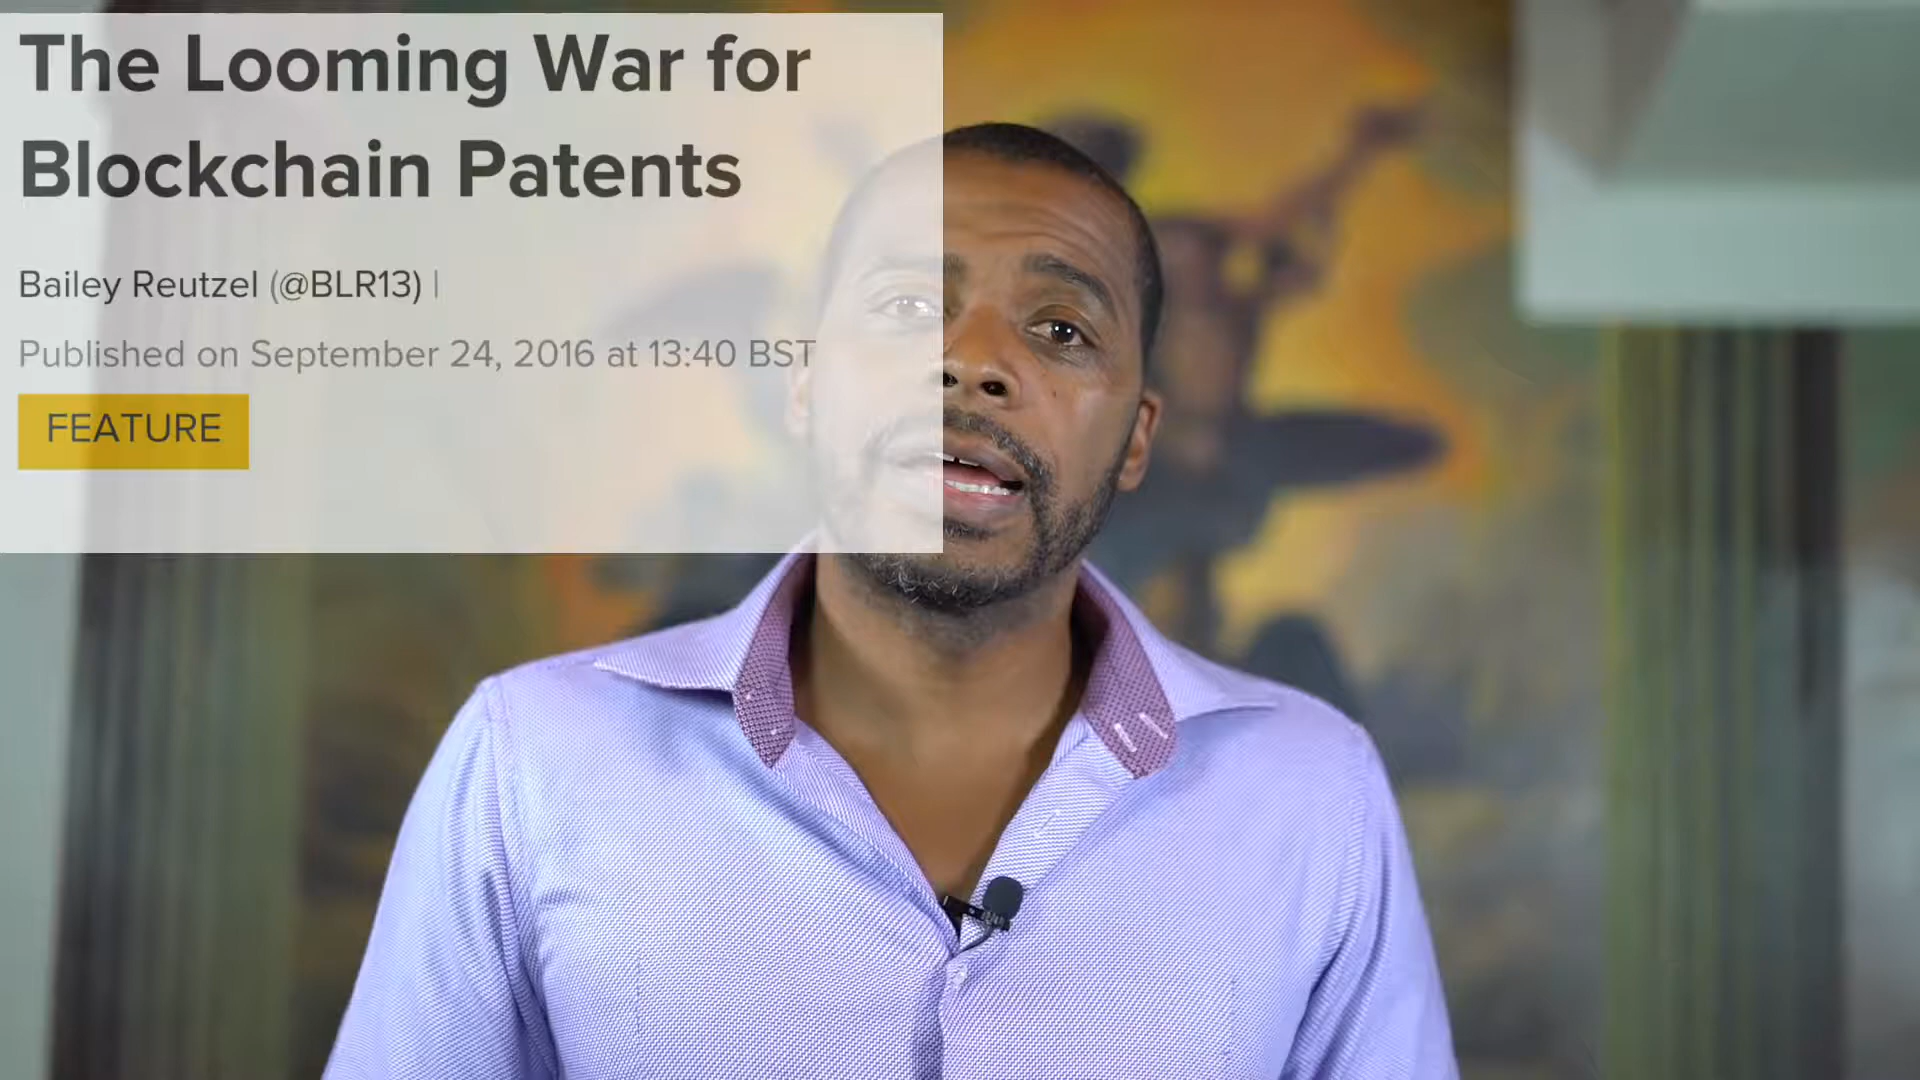 The Looming War for
Blockchain Patents
Bailey Reutzel (@BLR13) |
Published on September 24, 2016 at 13:40 BST
FEATURE